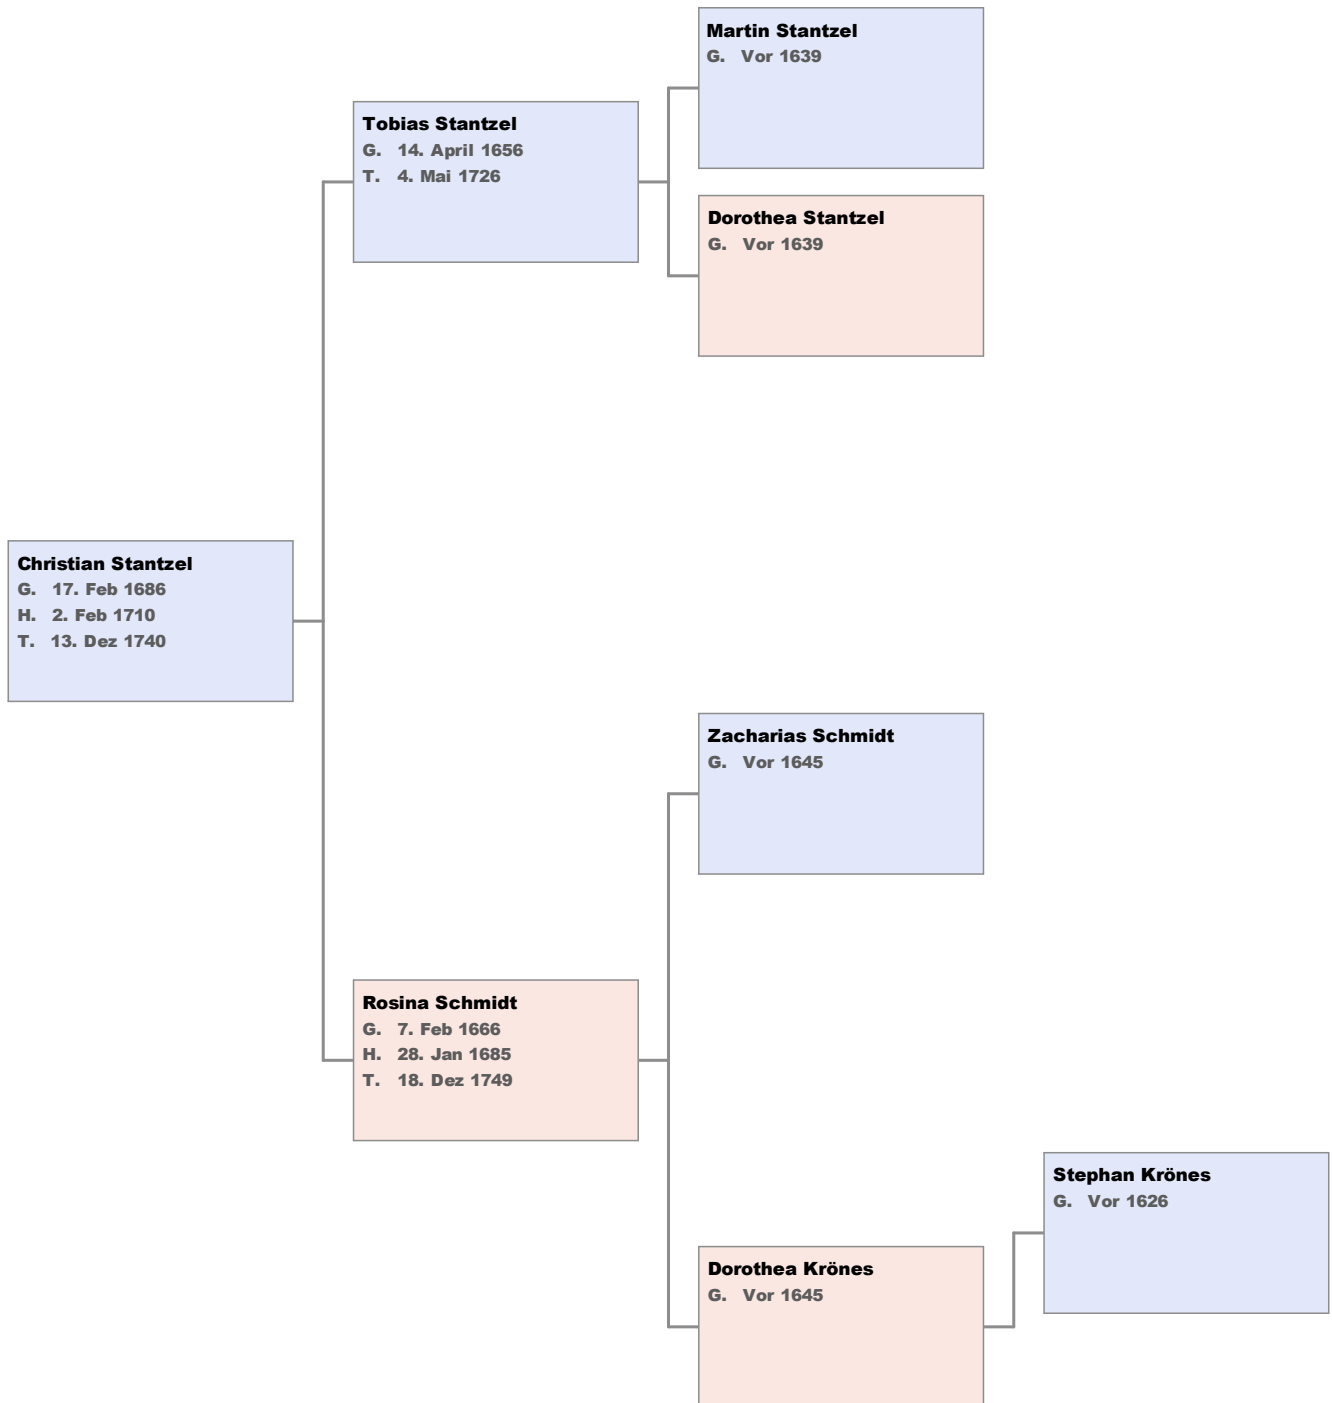 Martin Stantzel
G. Vor 1639
Tobias Stantzel
G. 14. April 1656
T. 4. Mai 1726
Dorothea Stantzel
G. Vor 1639
Christian Stantzel
G. 17. Feb 1686
H. 2. Feb 1710
T. 13. Dez 1740
Zacharias Schmidt
G. Vor 1645
Rosina Schmidt
G. 7. Feb 1666
H. 28. Jan 1685
T. 18. Dez 1749
Stephan Krönes
G. Vor 1626
Dorothea Krönes
G. Vor 1645